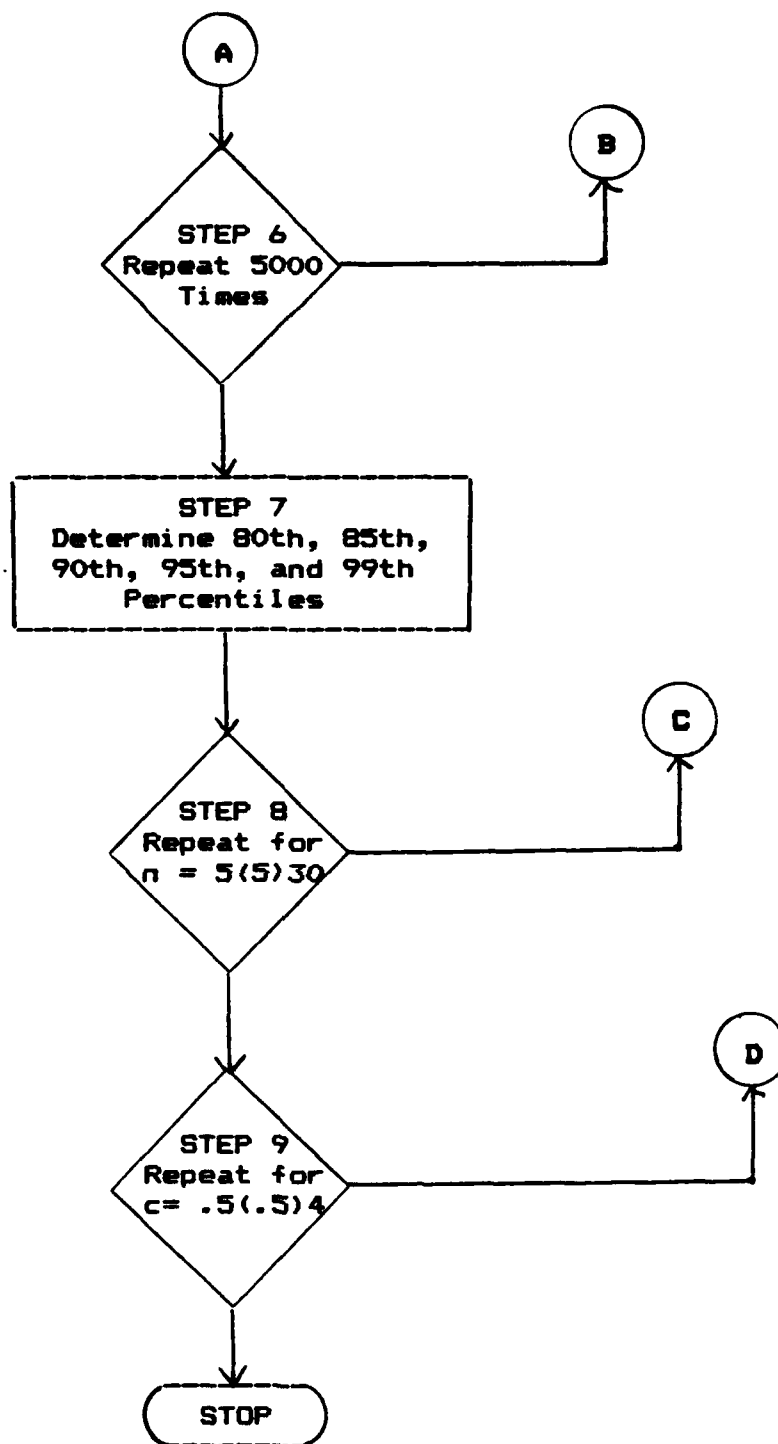 A
B
STEP 6
Repeat 5000
Times
STEP 7
Determine 80th, 85th,
90th, 95th, and 99th
Percentiles
C
STEP 8
Repeat for
n = 5(5)30
D
STEP 9
Repeat for
c= .5(.5)4
STOP